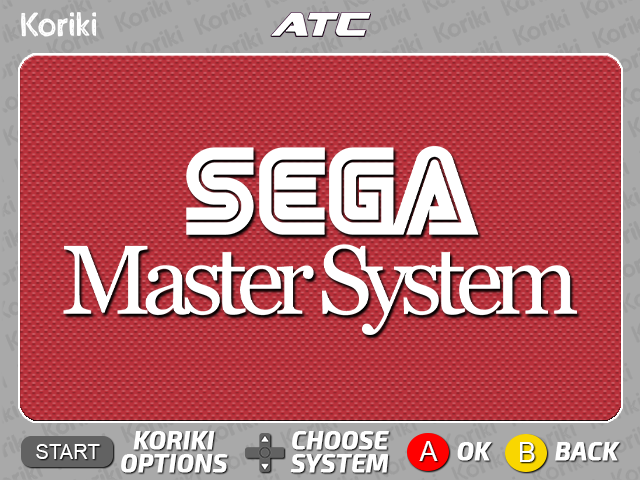 Koriki
ATC
SEGA
Master System
START
KORIKI
OPTIONS
CHOOSE
SYSTEM
A
OK
B
BACK